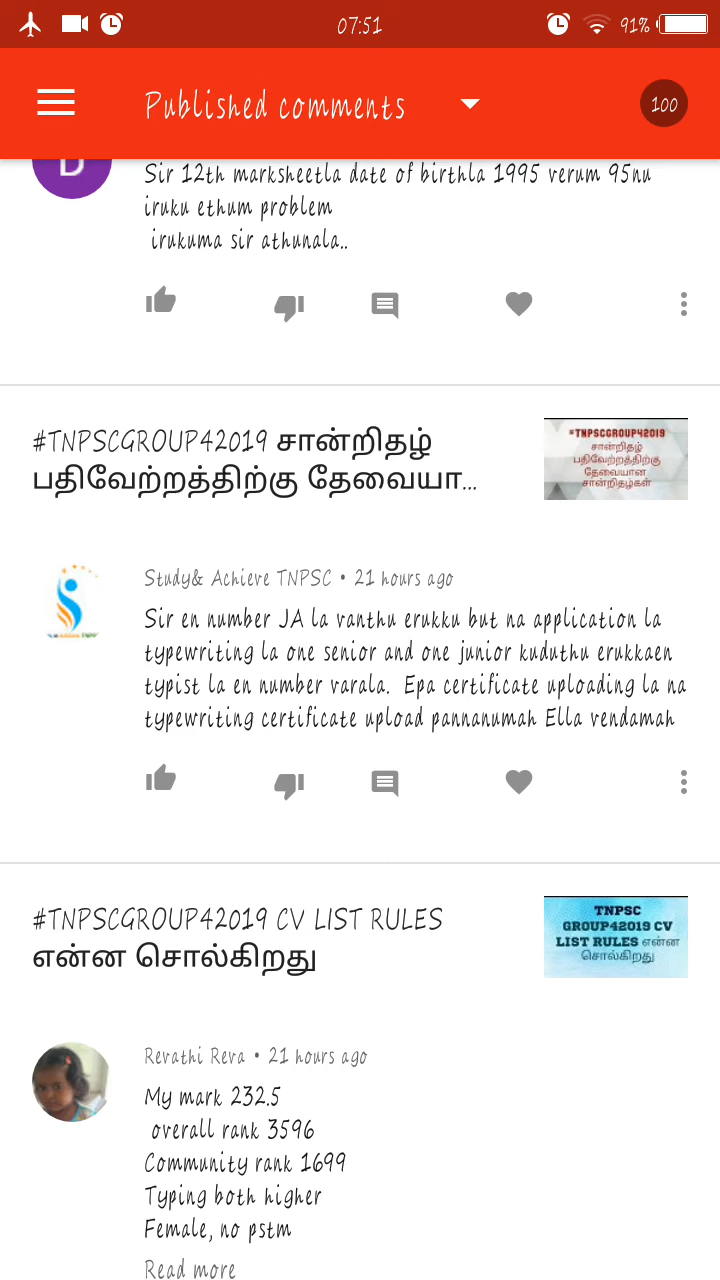 07:51
91%
Published comments
100
Sir 12th marksheetla date of birthla 1995 verum 95nu
iruku ethum problem
irukuma sir athunala..
#TNPSCGROUP42019 சான்றிதழ்
பதிவேற்றத்திற்கு தேவையா...
#TNPSCGROUP42019
சான்றிதழ்
பதிவேற்றத்திற்கு
தேவையான
சான்றிதழ்கள்
Study& Achieve TNPSC • 21 hours ago
Sir en number JA la vanthu erukku but na application la
typewriting la one senior and one junior kuduthu erukkaen
typist la en number varala. Epa certificate uploading la na
typewriting certificate upload pannanumah Ella vendamah
#TNPSCGROUP42019 CV LIST RULES
என்ன சொல்கிறது
TNPSC
GROUP42019 CV
LIST RULES என்ன
சொல்கிறது
Revathi Reva • 21 hours ago
My mark 232.5
overall rank 3596
Community rank 1699
Typing both higher
Female, no pstm
Read more